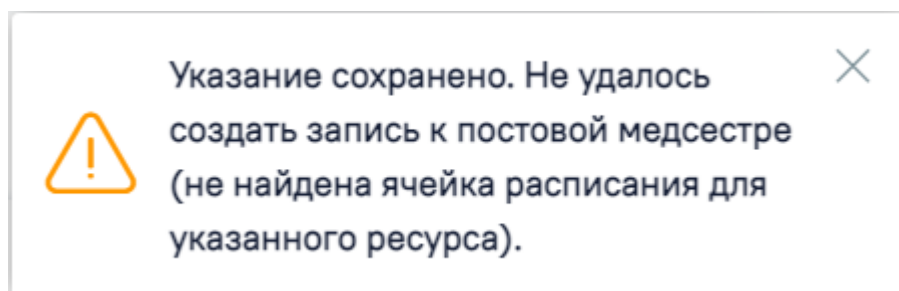 Указание сохранено. Не удалось
создать запись к постовой медсестре
(не найдена ячейка расписания для
указанного ресурса).